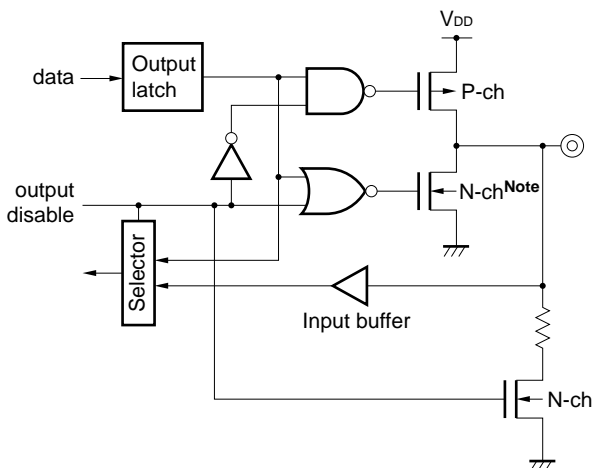 VDD
data
Output
latch
P-ch
output
disable
N-chNote
Selector
Input buffer
N-ch